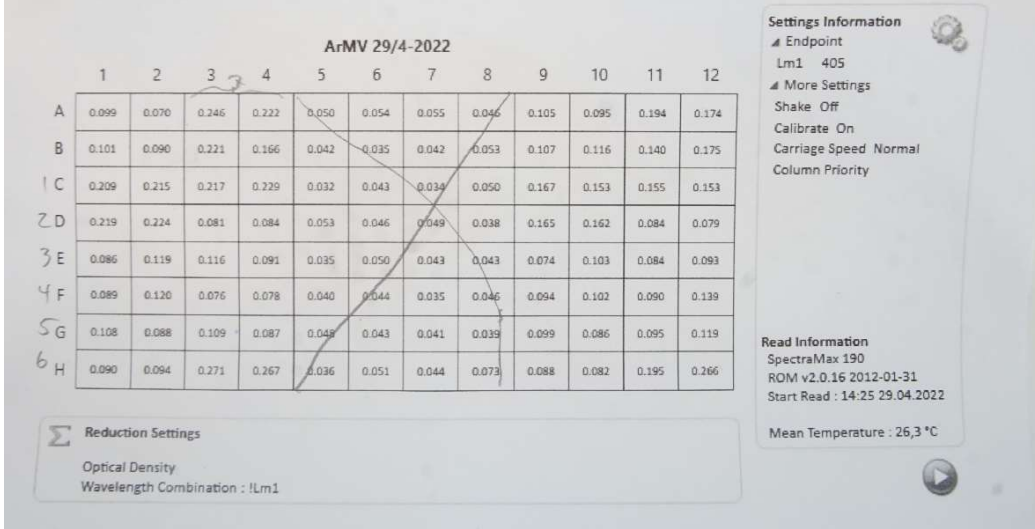 ArMV 29/4-2022
1 2 3 4 5 6 7 8 9 10 11 12
A 0.099 0.070 0.246 0.222 0.050 0.054 0.055 0.046 0.105 0.095 0.194 0.174
B 0.101 0.090 0.221 0.166 0.042 0.035 0.042 0.053 0.107 0.116 0.140 0.175
1 C 0.209 0.215 0.217 0.229 0.032 0.043 0.034 0.050 0.167 0.153 0.155 0.153
2 D 0.219 0.224 0.081 0.084 0.053 0.046 0.049 0.038 0.165 0.162 0.084 0.079
3 E 0.086 0.119 0.116 0.091 0.035 0.050 0.043 0.043 0.074 0.103 0.084 0.093
4 F 0.089 0.120 0.076 0.078 0.040 0.044 0.035 0.046 0.094 0.102 0.090 0.139
5 G 0.108 0.088 0.109 0.087 0.048 0.043 0.041 0.039 0.099 0.086 0.095 0.119
6 H 0.090 0.094 0.271 0.267 0.036 0.051 0.044 0.073 0.088 0.082 0.195 0.266
Σ Reduction Settings
Optical Density
Wavelength Combination : !Lm1
Settings Information
Endpoint
Lm1 405
More Settings
Shake Off
Calibrate On
Carriage Speed Normal
Column Priority
Read Information
SpectraMax 190
ROM v2.0.16 2012-01-31
Start Read : 14:25 29.04.2022
Mean Temperature : 26,3 °C